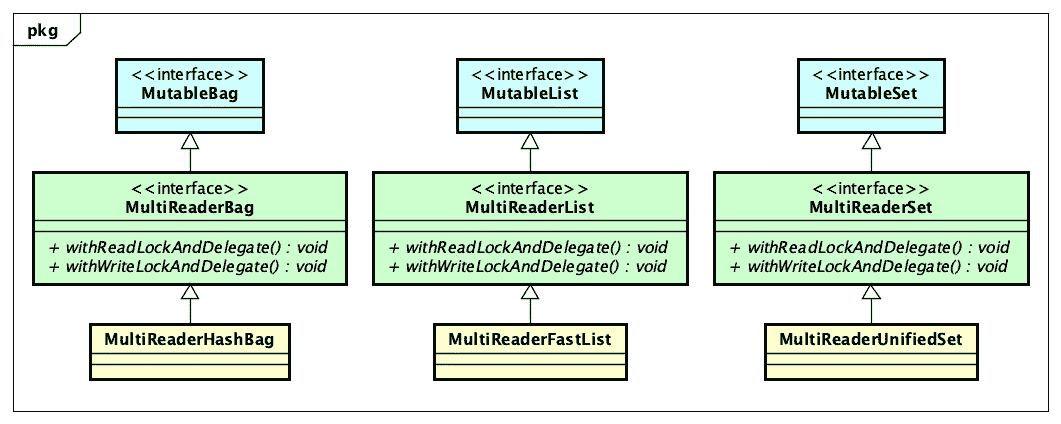 pkg
<<interface>>
MutableBag
<<interface>>
MutableList
<<interface>>
MutableSet
<<interface>>
MultiReaderBag
+ withReadLockAndDelegate() : void
+ withWriteLockAndDelegate() : void
<<interface>>
MultiReaderList
+ withReadLockAndDelegate() : void
+ withWriteLockAndDelegate() : void
<<interface>>
MultiReaderSet
+ withReadLockAndDelegate() : void
+ withWriteLockAndDelegate() : void
MultiReaderHashBag
MultiReaderFastList
MultiReaderUnifiedSet